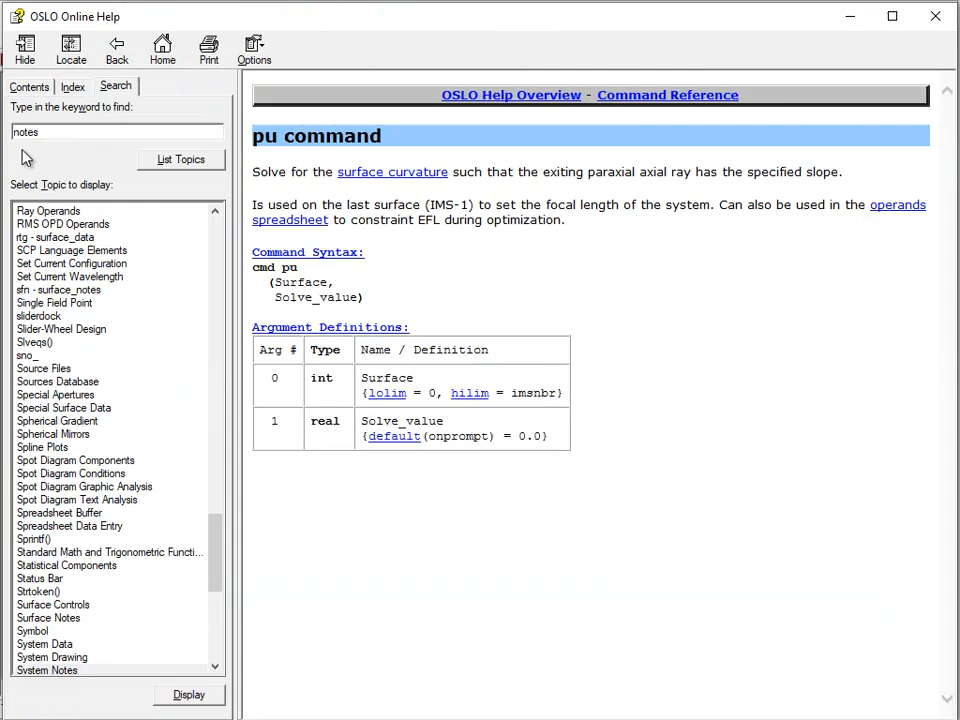 OSLO Online Help
Hide Locate Back Home Print Options
Contents Index Search
Type in the keyword to find:
notes
List Topics
Select Topic to display:
Ray Operands
RMS OPD Operands
rtg - surface_data
SCP Language Elements
Set Current Configuration
Set Current Wavelength
sfn - surface_notes
Single Field Point
sliderdock
Slider-Wheel Design
Slveqs()
sno_
Source Files
Sources Database
Special Apertures
Special Surface Data
Spherical Gradient
Spherical Mirrors
Spline Plots
Spot Diagram Components
Spot Diagram Conditions
Spot Diagram Graphic Analysis
Spot Diagram Text Analysis
Spreadsheet Buffer
Spreadsheet Data Entry
Sprintf()
Standard Math and Trigonometric Functi...
Statistical Components
Status Bar
Strtoken()
Surface Controls
Surface Notes
Symbol
System Data
System Drawing
System Notes
Display
OSLO Help Overview - Command Reference
pu command
Solve for the surface curvature such that the exiting paraxial axial ray has the specified slope.
Is used on the last surface (IMS-1) to set the focal length of the system. Can also be used in the operands
spreadsheet to constraint EFL during optimization.
Command Syntax:
cmd pu
(Surface,
Solve_value)
Argument Definitions:
Arg # Type Name / Definition
0 int Surface
{lolim = 0, hilim = imsnbr}
1 real Solve_value
{default(onprompt) = 0.0}